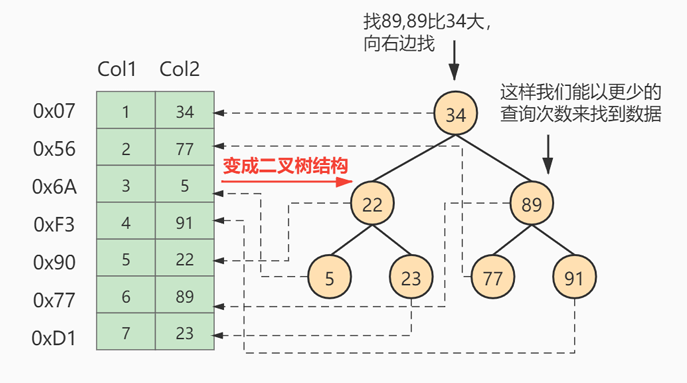 找89,89比34大,
向右边找
这样我们能以更少的
查询次数来找到数据
Col1 Col2
0x07 1 34
0x56 2 77
0x6A 3 5
0xF3 4 91
0x90 5 22
0x77 6 89
0xD1 7 23
变成二叉树结构
34
22 89
5 23 77 91